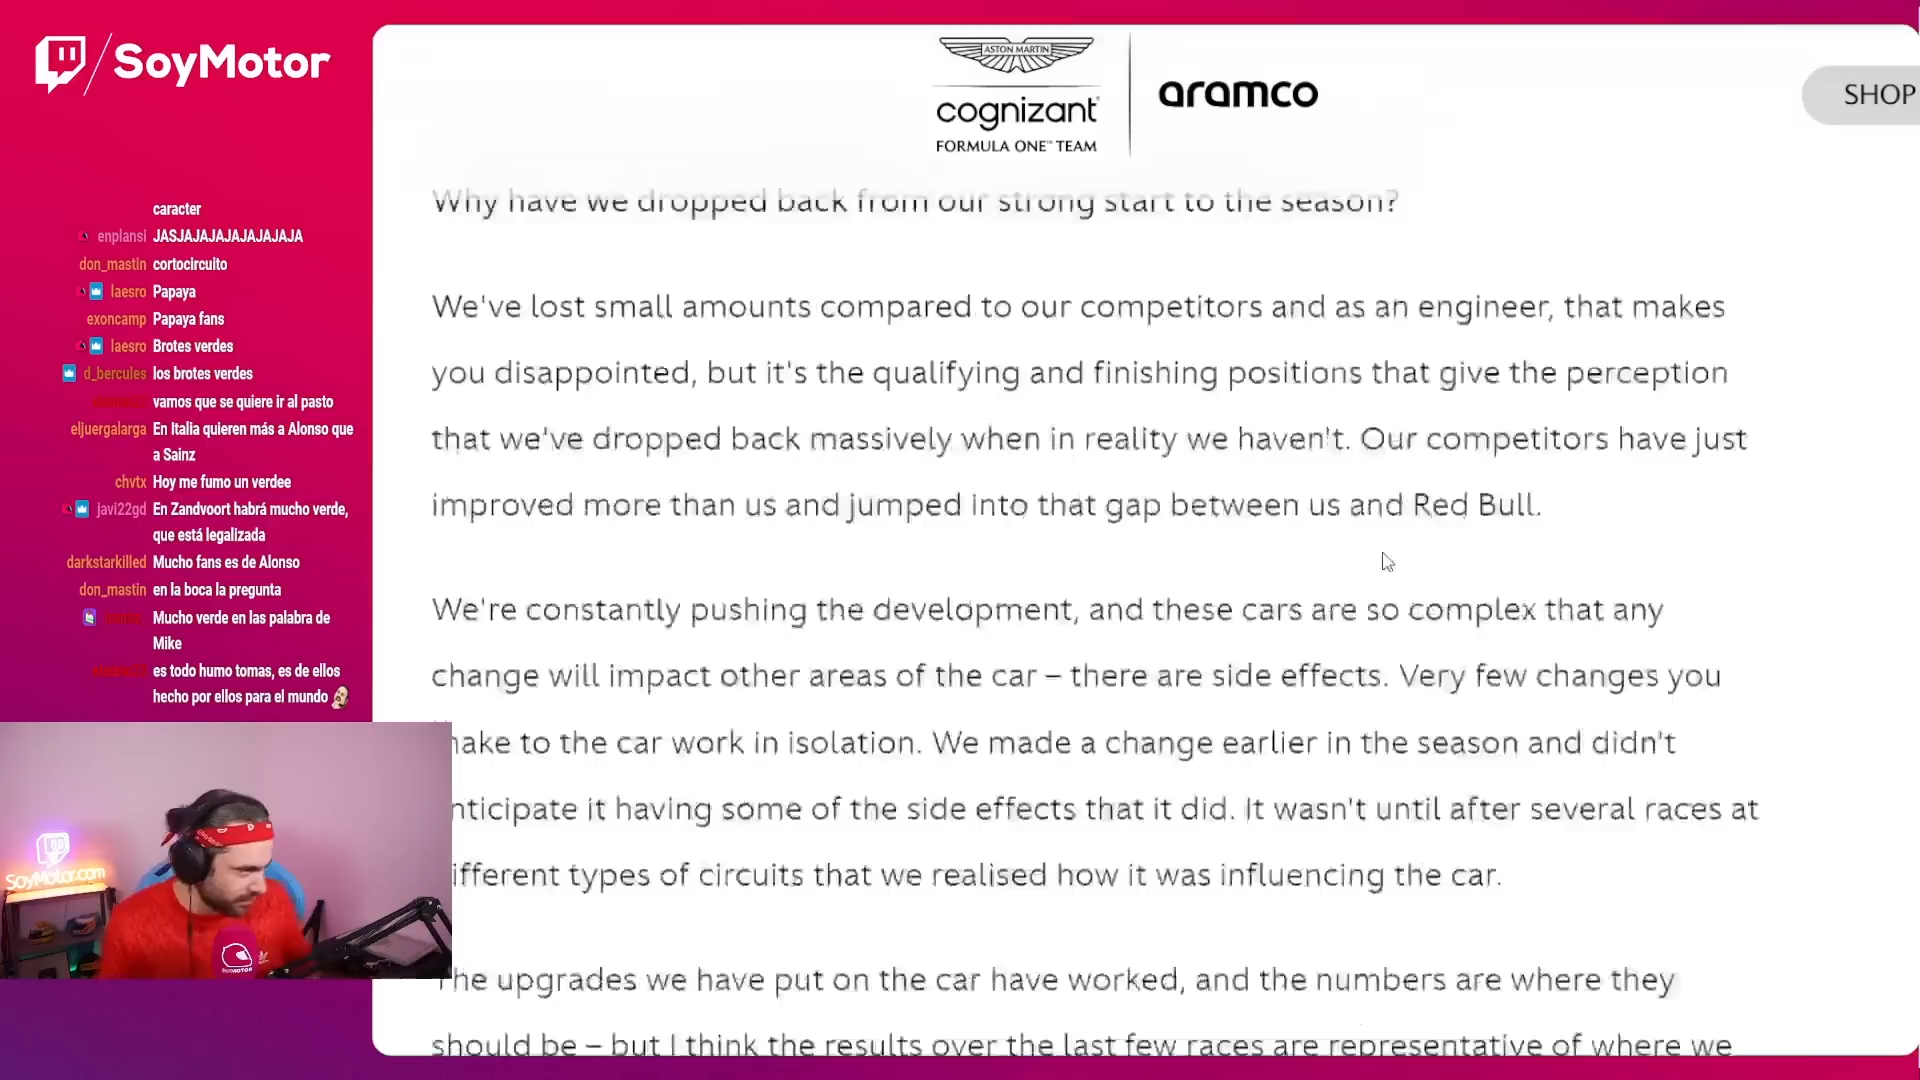 SoyMotor
caracter
enplansi JASJAJAJAJAJAJAJAJA
don_mastin cortocircuito
laesro Papaya
exoncamp Papaya fans
laesro Brotes verdes
d_bercules los brotes verdes
vamos que se quiere ir al pasto
eljuergalarga En Italia quieren más a Alonso que
a Sainz
chvtx Hoy me fumo un verdee
javi22gd En Zandvoort habrá mucho verde,
que está legalizada
darkstarkilled Mucho fans es de Alonso
don_mastin en la boca la pregunta
Mucho verde en las palabra de
Mike
es todo humo tomas, es de ellos
hecho por ellos para el mundo
SoyMotor.com
ASTON MARTIN
cognizant
FORMULA ONE™ TEAM
aramco
SHOP
Why have we dropped back from our strong start to the season?
We've lost small amounts compared to our competitors and as an engineer, that makes
you disappointed, but it's the qualifying and finishing positions that give the perception
that we've dropped back massively when in reality we haven't. Our competitors have just
improved more than us and jumped into that gap between us and Red Bull.
We're constantly pushing the development, and these cars are so complex that any
change will impact other areas of the car – there are side effects. Very few changes you
make to the car work in isolation. We made a change earlier in the season and didn't
nticipate it having some of the side effects that it did. It wasn't until after several races at
ifferent types of circuits that we realised how it was influencing the car.
The upgrades we have put on the car have worked, and the numbers are where they
should be – but I think the results over the last few races are representative of where we